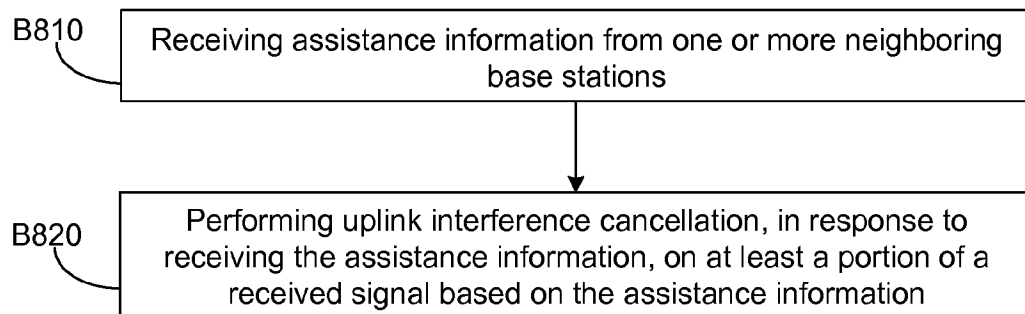 B810
Receiving assistance information from one or more neighboring
base stations
B820
Performing uplink interference cancellation, in response to
receiving the assistance information, on at least a portion of a
received signal based on the assistance information